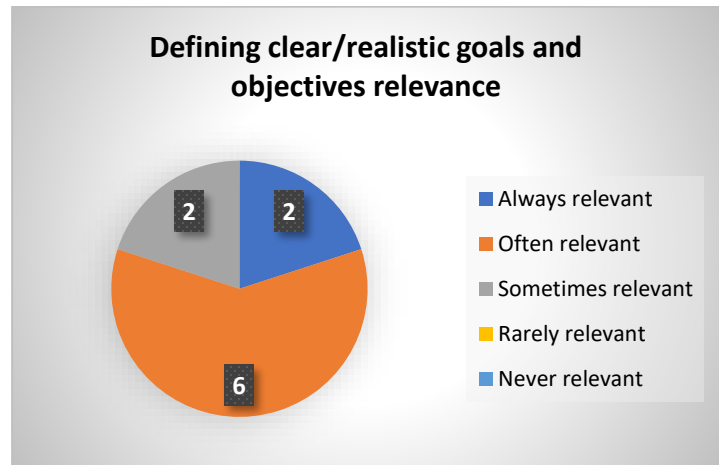 Defining clear/realistic goals and
objectives relevance
2
2
6
Always relevant
Often relevant
Sometimes relevant
Rarely relevant
Never relevant